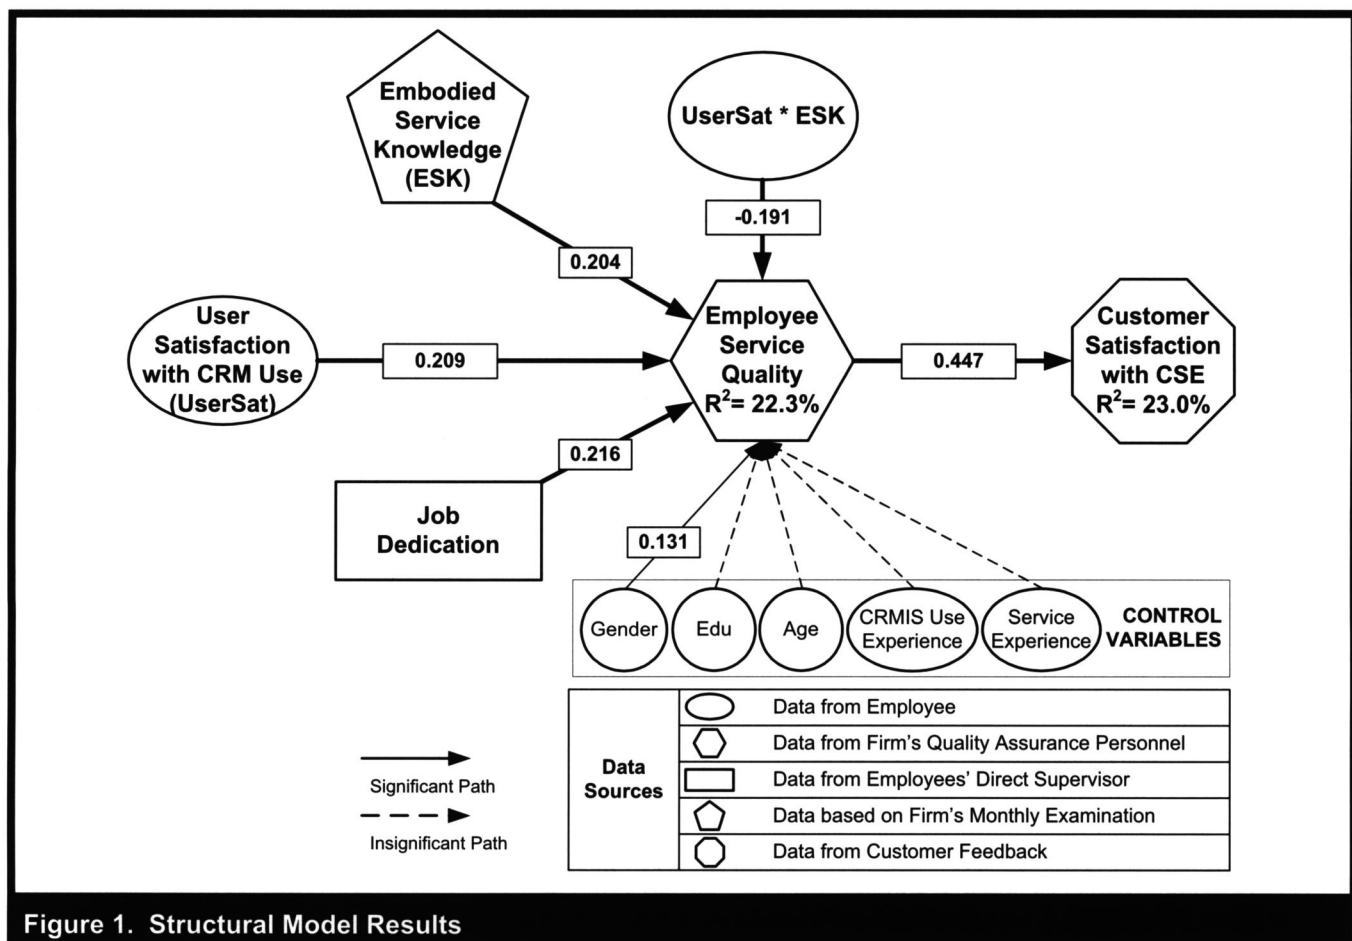 Embodied
Service
Knowledge
(ESK)
UserSat * ESK
-0.191
0.204
User
Satisfaction
with CRM Use
(UserSat)
0.209
Employee
Service
Quality
R²= 22.3%
0.447
Customer
Satisfaction
with CSE
R²= 23.0%
0.216
Job
Dedication
0.131
Gender
Edu
Age
CRMIS Use
Experience
Service
Experience
CONTROL
VARIABLES
Significant Path
Insignificant Path
Data
Sources
Data from Employee
Data from Firm's Quality Assurance Personnel
Data from Employees' Direct Supervisor
Data based on Firm's Monthly Examination
Data from Customer Feedback
Figure 1. Structural Model Results